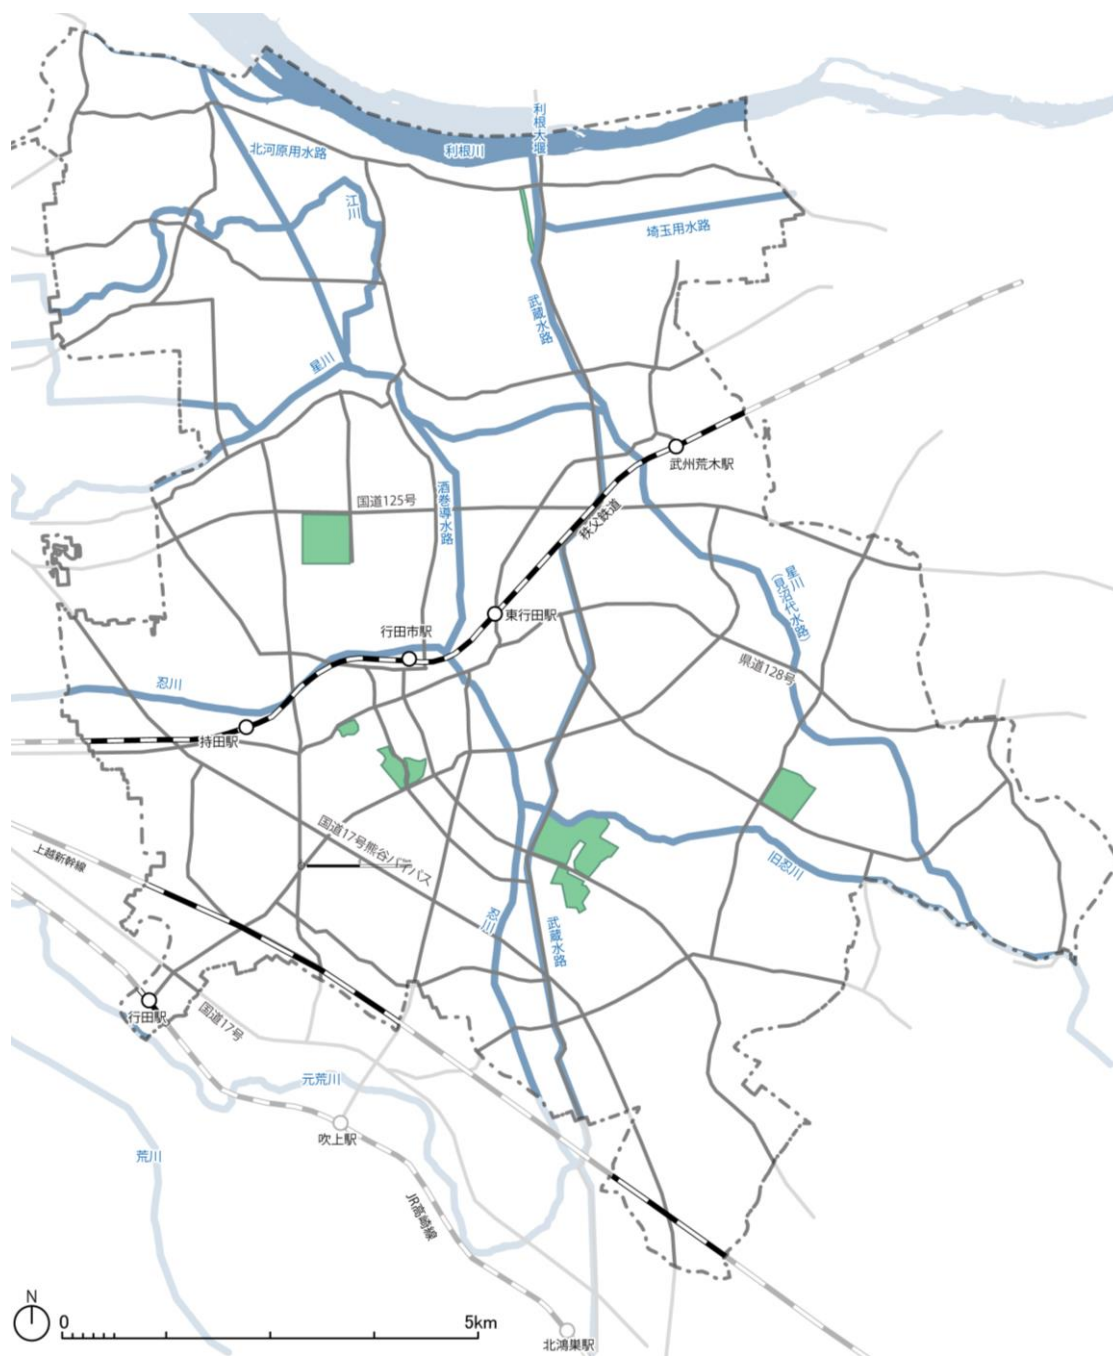 利根大堰
北河原用水路
利根川
江川
埼玉用水路
武蔵水路
星川
武州荒木駅
酒巻導水路
国道125号
秩父鉄道
星川
(見沼代水路)
東行田駅
行田市駅
県道128号
忍川
持田駅
国道17号熊谷バイパス
上越新幹線
旧忍川
忍川
武蔵水路
行田駅
国道17号
元荒川
吹上駅
荒川
JR高崎線
N
0
5km
北鴻巣駅